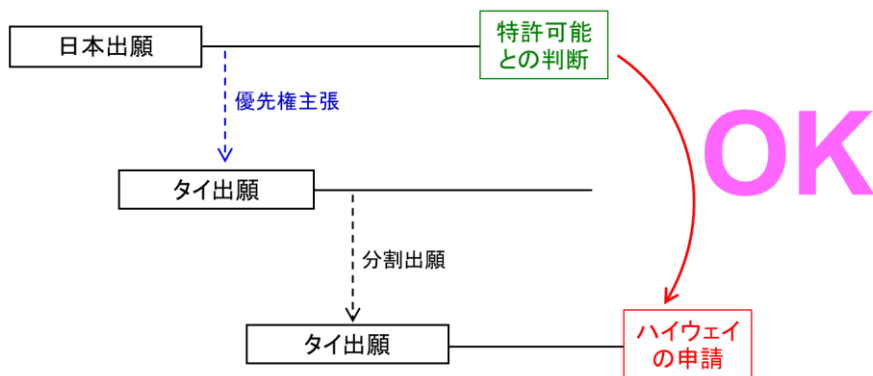 日本出願
特許可能
との判断
優先権主張
OK
タイ出願
分割出願
タイ出願
ハイウェイ
の申請